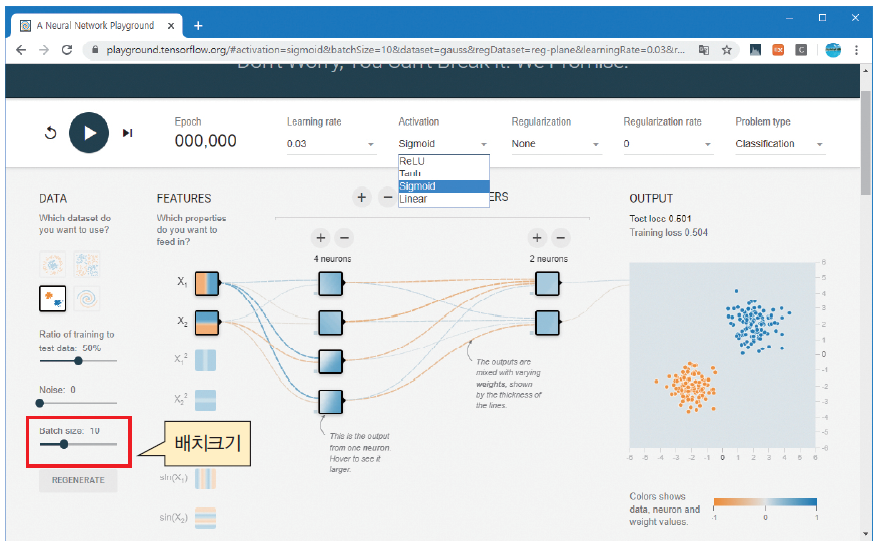 A Neural Network Playground
playground.tensorflow.org/#activation=sigmoid&batchSize=10&dataset=gauss&regDataset=reg-plane&learningRate=0.03&r...
Don't Worry, You Can't Break It. We Promise.
Epoch
000,000
Learning rate
0.03
Activation
Sigmoid
ReLU
Tanh
Sigmoid
Linear
Regularization
None
Regularization rate
0
Problem type
Classification
DATA
Which dataset do
you want to use?
Ratio of training to
test data: 50%
Noise: 0
Batch size: 10
배치크기
REGENERATE
FEATURES
Which properties
do you want to
feed in?
X1
X2
X1²
X2²
sin(X1)
sin(X2)
+ − ERS
+ −
4 neurons
+ −
2 neurons
This is the output
from one neuron.
Hover to see it
larger.
The outputs are
mixed with varying
weights, shown
by the thickness of
the lines.
OUTPUT
Test loss 0.501
Training loss 0.504
6
5
4
3
2
1
0
-1
-2
-3
-4
-5
-6
-6 -5 -4 -3 -2 -1 0 1 2 3 4 5 6
Colors shows
data, neuron and
weight values.
-1 0 1